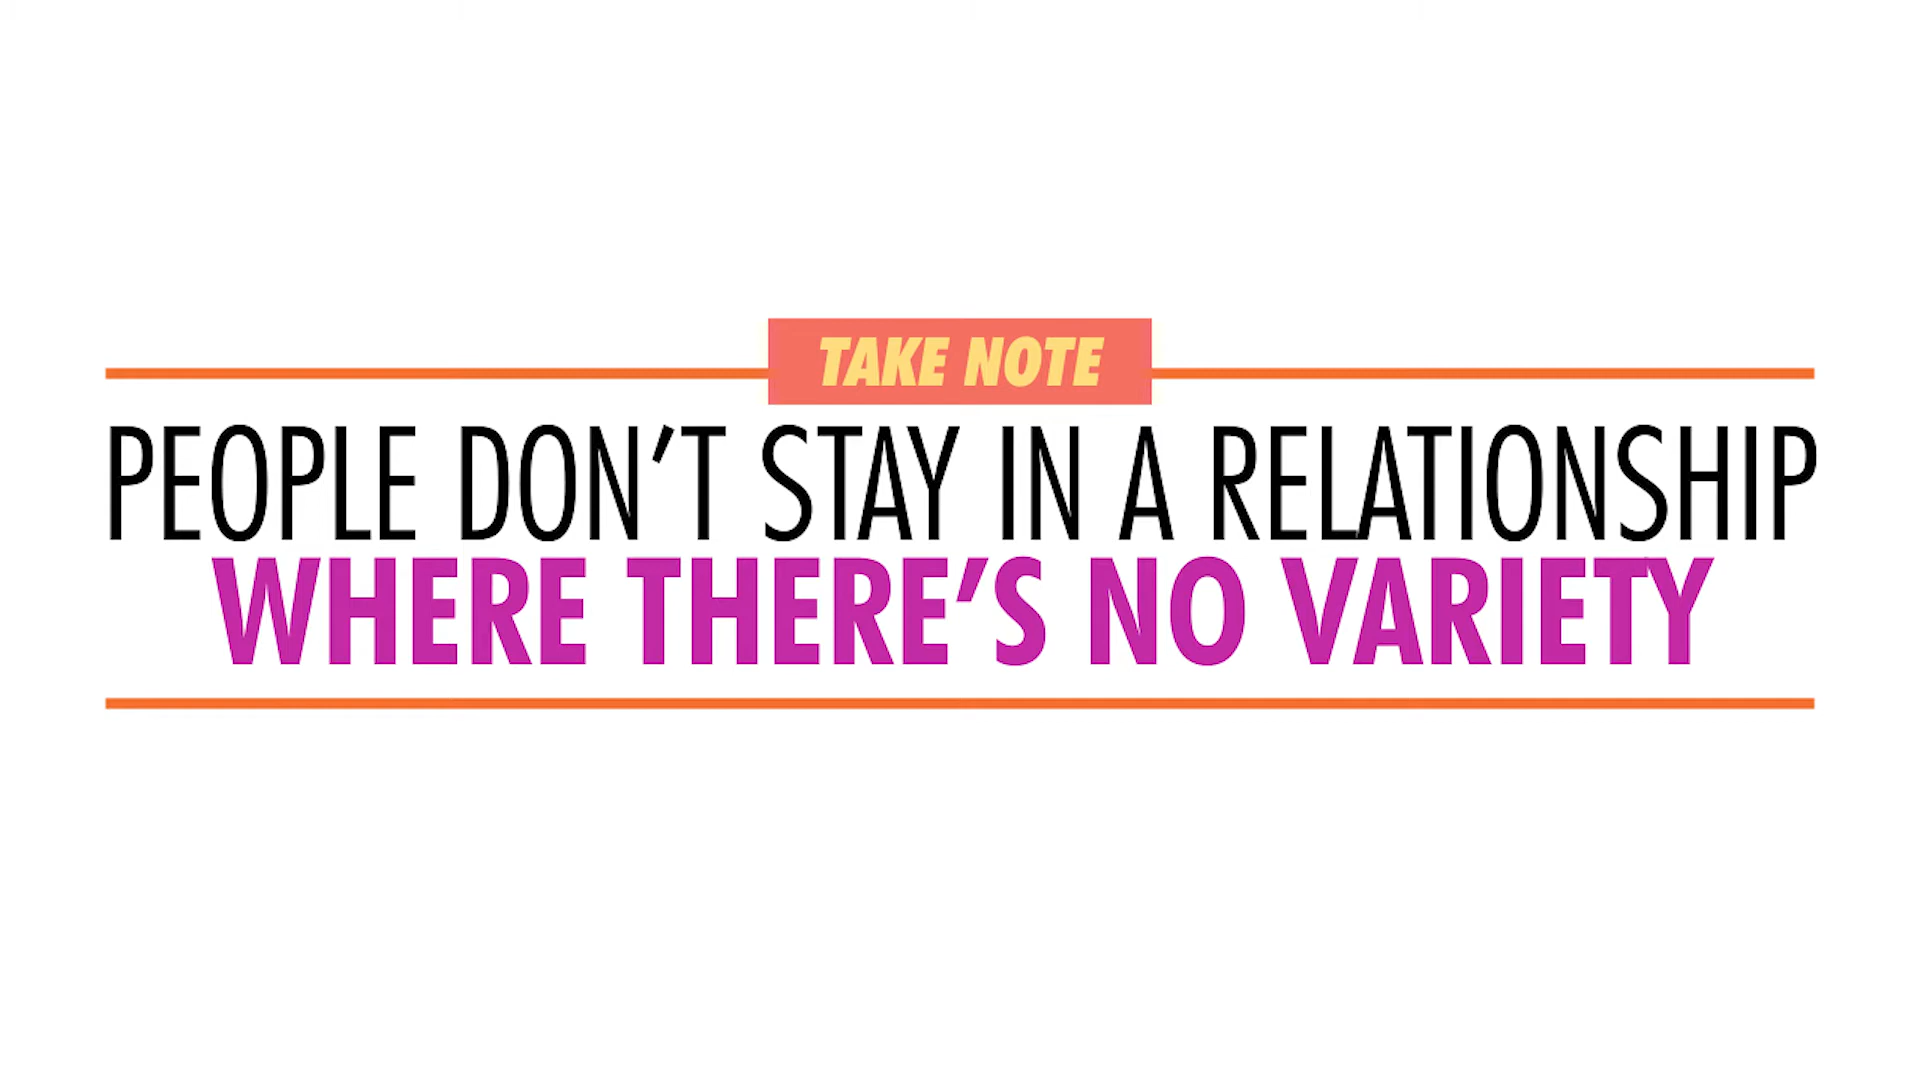 TAKE NOTE
PEOPLE DON'T STAY IN A RELATIONSHIP
WHERE THERE'S NO VARIETY